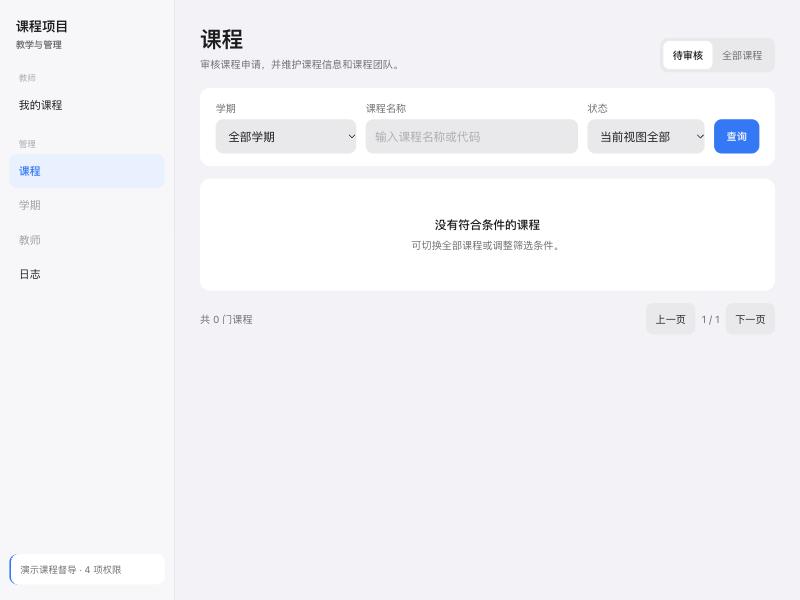 课程项目
教学与管理
教师
我的课程
管理
课程
学期
教师
日志
演示课程督导 · 4 项权限
课程
审核课程申请，并维护课程信息和课程团队。
待审核
全部课程
学期
课程名称
状态
全部学期
输入课程名称或代码
当前视图全部
查询
没有符合条件的课程
可切换全部课程或调整筛选条件。
共 0 门课程
上一页
1 / 1
下一页